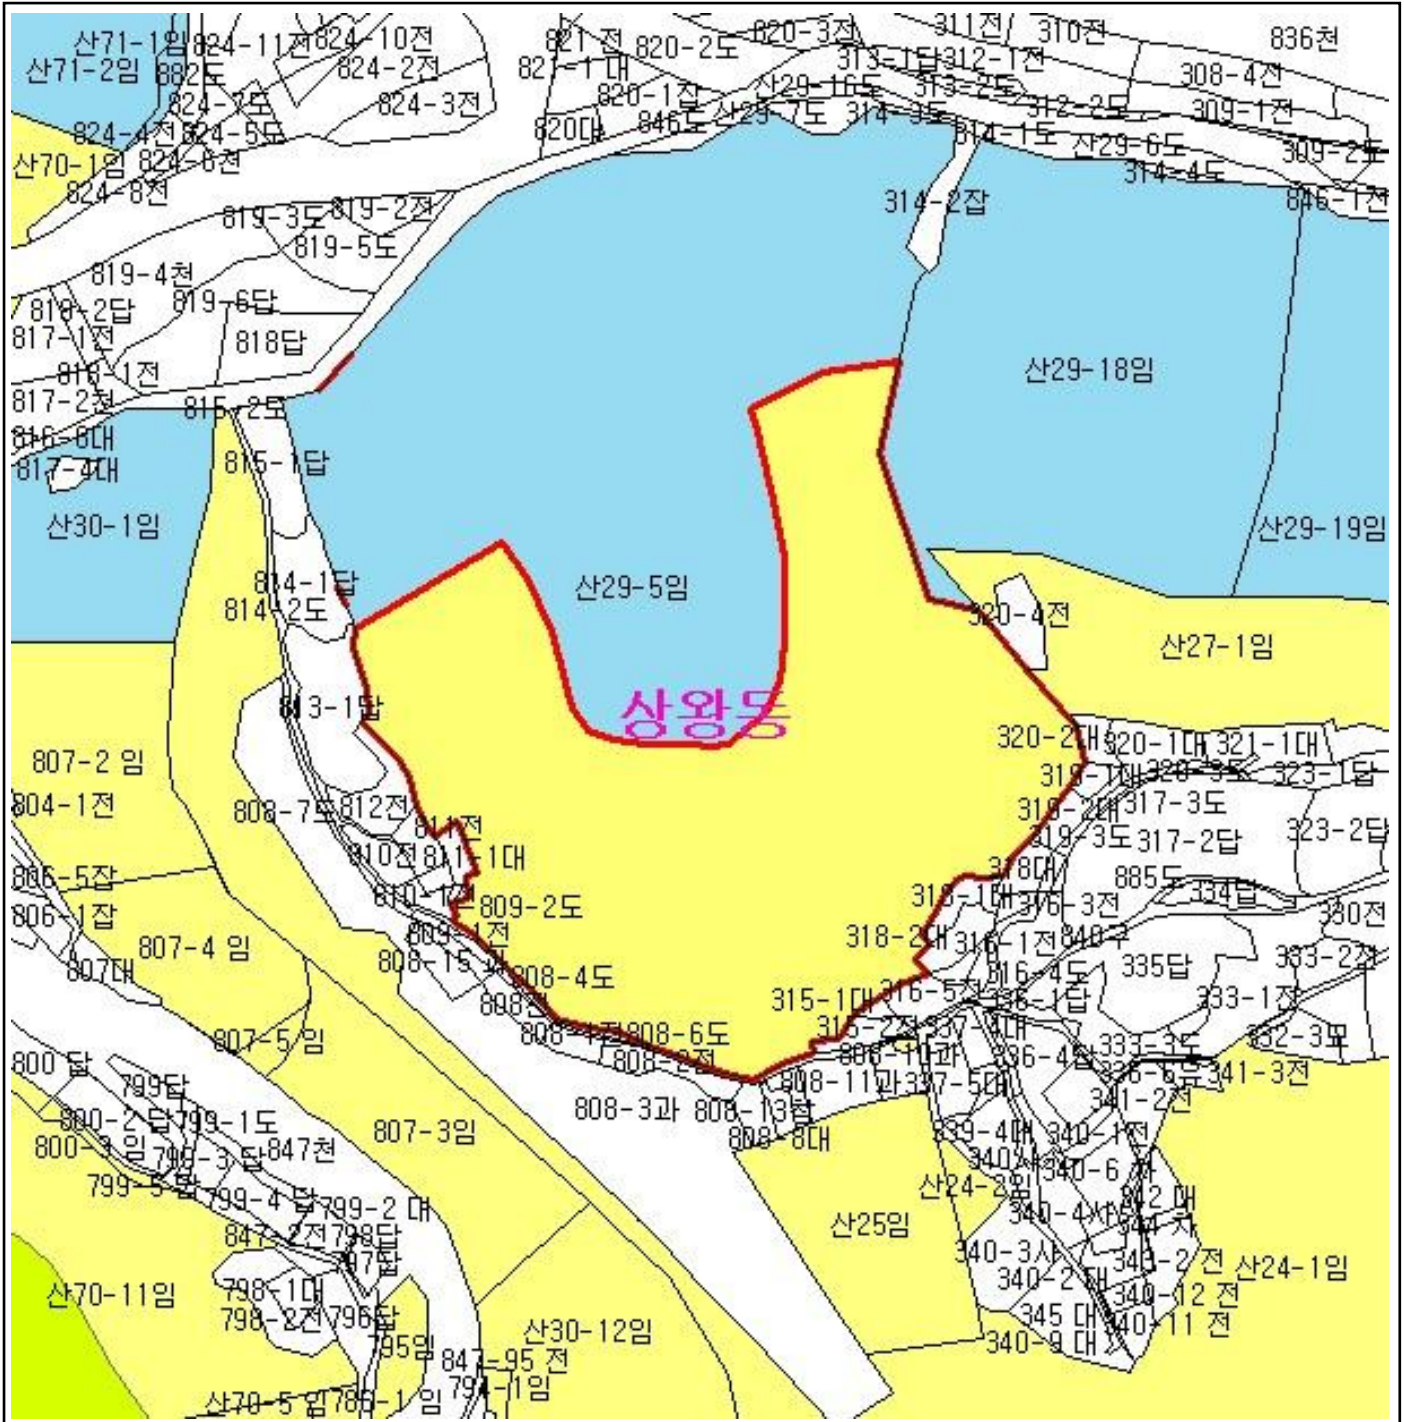 산71-1임 824-11전 824-10전 821 전 820-2도 820-3전 311전 310전 836천
산71-2임 882도 824-2전 821-1 대 313-1답 312-1전 308-4전
824-7도 824-3전 820-1잡 산29-16도 313-2도 312-2도 309-1전
824-4전 824-5도 820대 846도 산29-7도 314-3도 814-1도 산29-6도 309-2도
산70-1임 824-6전 314-4도
824-8전 819-3도 819-2전 314-2잡 846-1전
819-5도
819-4천
819-6답
817-1전 818답
818-1전 산29-18임
817-2전 815-2도
816-8대
817-4대 815-1답
산30-1임 산29-19임
814-1답 산29-5임
814-2도 320-4전
산27-1임
813-1답 상왕동
320-2대 320-1대 321-1대
807-2 임 319-1대 320-3도 323-1답
804-1전 808-7도 812전 319-2대 317-3도
811전 319-3도 317-2답 323-2답
810전 811-1대 318대
806-5잡 810-1전 318-1대 885도 334답
806-1잡 809-2도 316-3전 330전
807-4 임 809-1전 318-2대 316-1전 840구
807대 808-15 과 808-4도 316-4도 335답 333-2전
808전 315-1대 316-5전 336-1답 333-1전
807-5 임 808-1전 808-6도 315-2전 337-3대 333-3도 332-3도
800 답 808-2전 808-10과 336-4답
799답 808-11과 337-5대 336-6도 341-3전
800-2 답 799-1도 808-3과 808-13잡 341-2전
800-3 임 799-3 답 847천 807-3임 808-8대 339-4대 340-1전
799-5 답 799-4 답 799-2 대 산24-2임 340사 340-6 차
847-2전 798답 산25임 340-4사 342 대
797답 344 차
산70-11임 798-1대 340-3사 340-2 대 343-2 전 산24-1임
798-2전 796답 345 대 340-12 전
795임 산30-12임 340-9 대 340-11 전
847-95 전
산70-5 임 786-1 임 794-1임